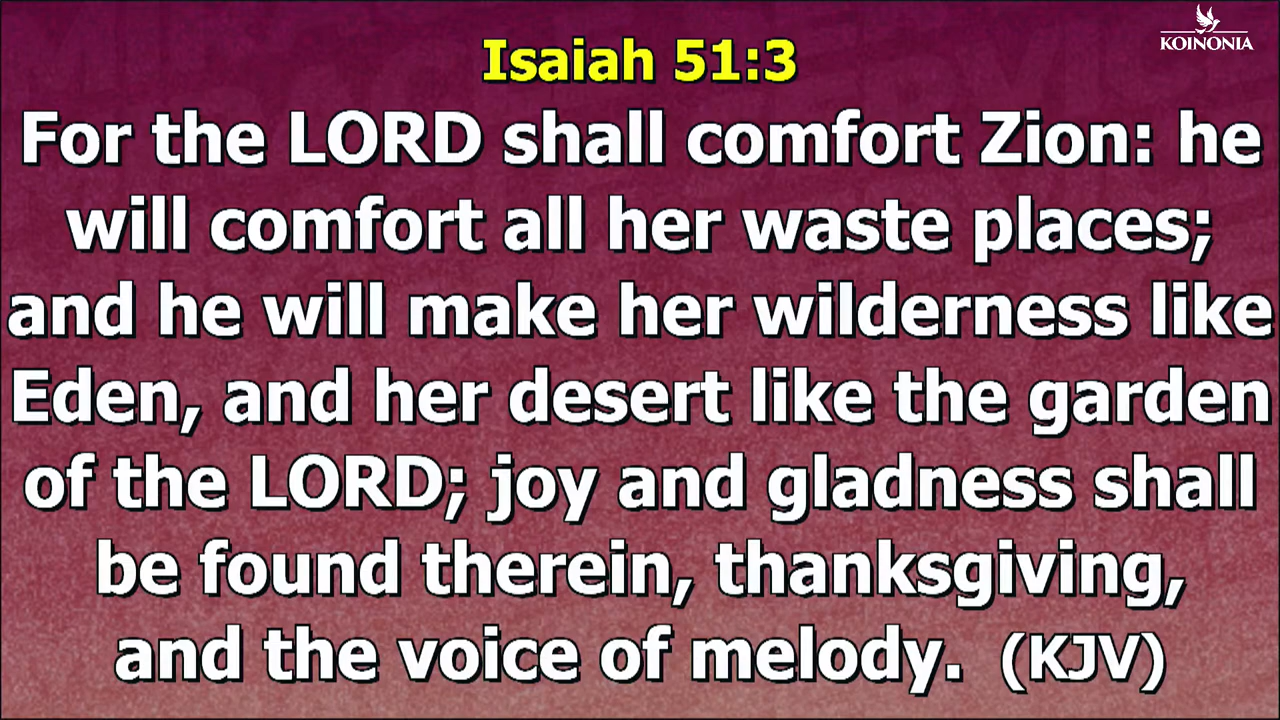 KOINONIA
Isaiah 51:3
For the LORD shall comfort Zion: he
will comfort all her waste places;
and he will make her wilderness like
Eden, and her desert like the garden
of the LORD; joy and gladness shall
be found therein, thanksgiving,
and the voice of melody. (KJV)